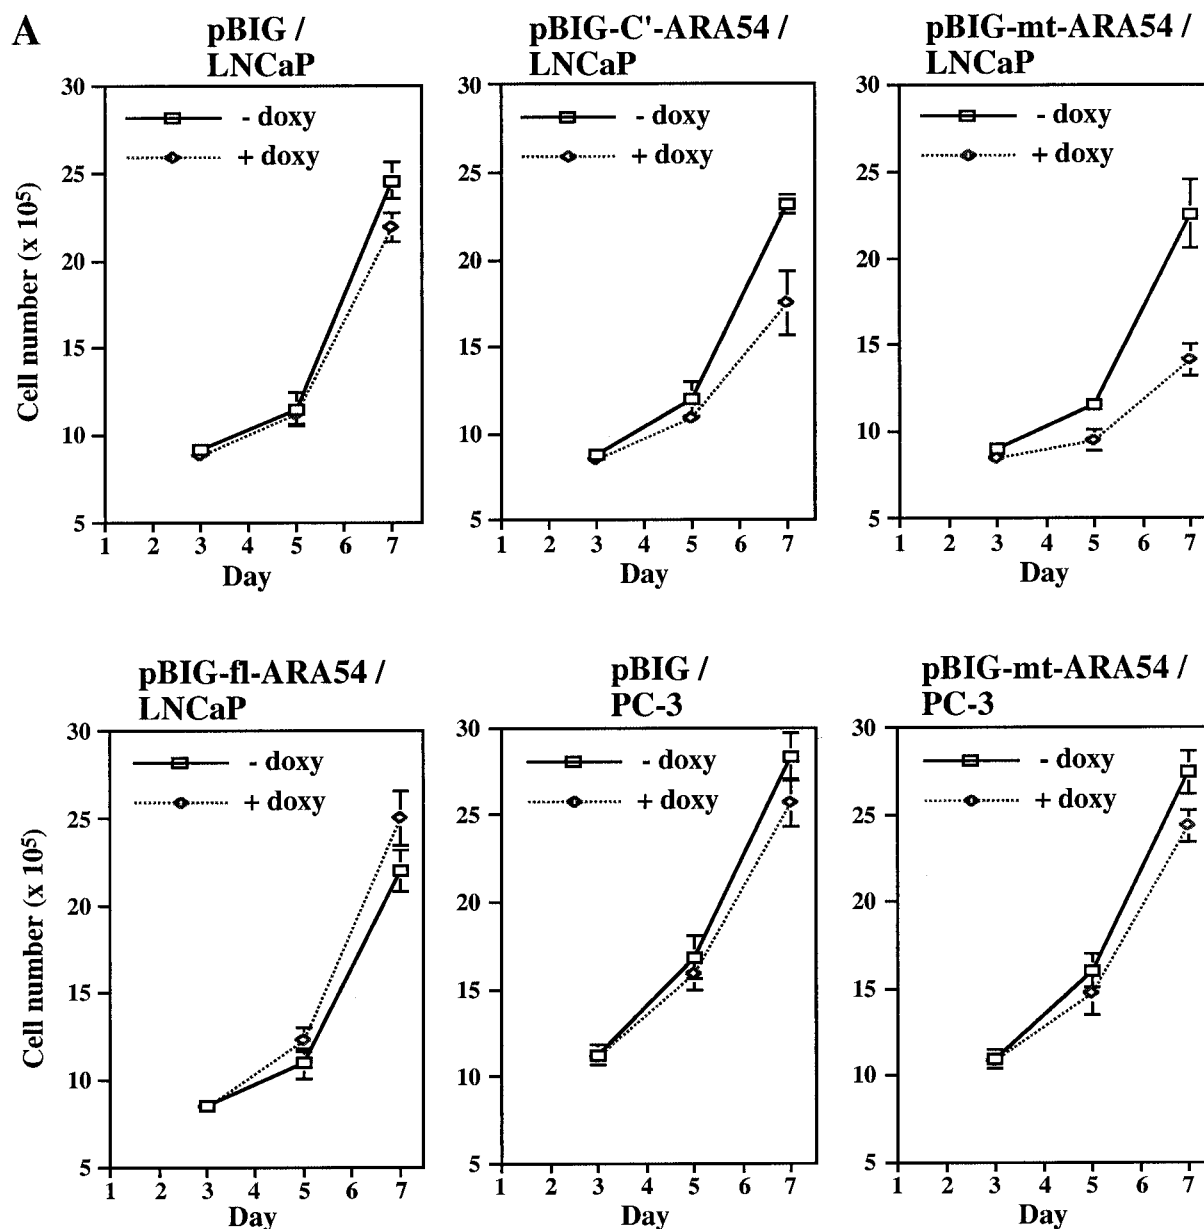 A
pBIG /
LNCaP
30
25
20
15
10
5
Cell number (x 10⁵)
- doxy
+ doxy
1 2 3 4 5 6 7
Day
pBIG-C'-ARA54 /
LNCaP
30
25
20
15
10
5
- doxy
+ doxy
1 2 3 4 5 6 7
Day
pBIG-mt-ARA54 /
LNCaP
30
25
20
15
10
5
- doxy
+ doxy
1 2 3 4 5 6 7
Day
pBIG-fl-ARA54 /
LNCaP
30
25
20
15
10
5
Cell number (x 10⁵)
- doxy
+ doxy
1 2 3 4 5 6 7
Day
pBIG /
PC-3
30
25
20
15
10
5
- doxy
+ doxy
1 2 3 4 5 6 7
Day
pBIG-mt-ARA54 /
PC-3
30
25
20
15
10
5
- doxy
+ doxy
1 2 3 4 5 6 7
Day